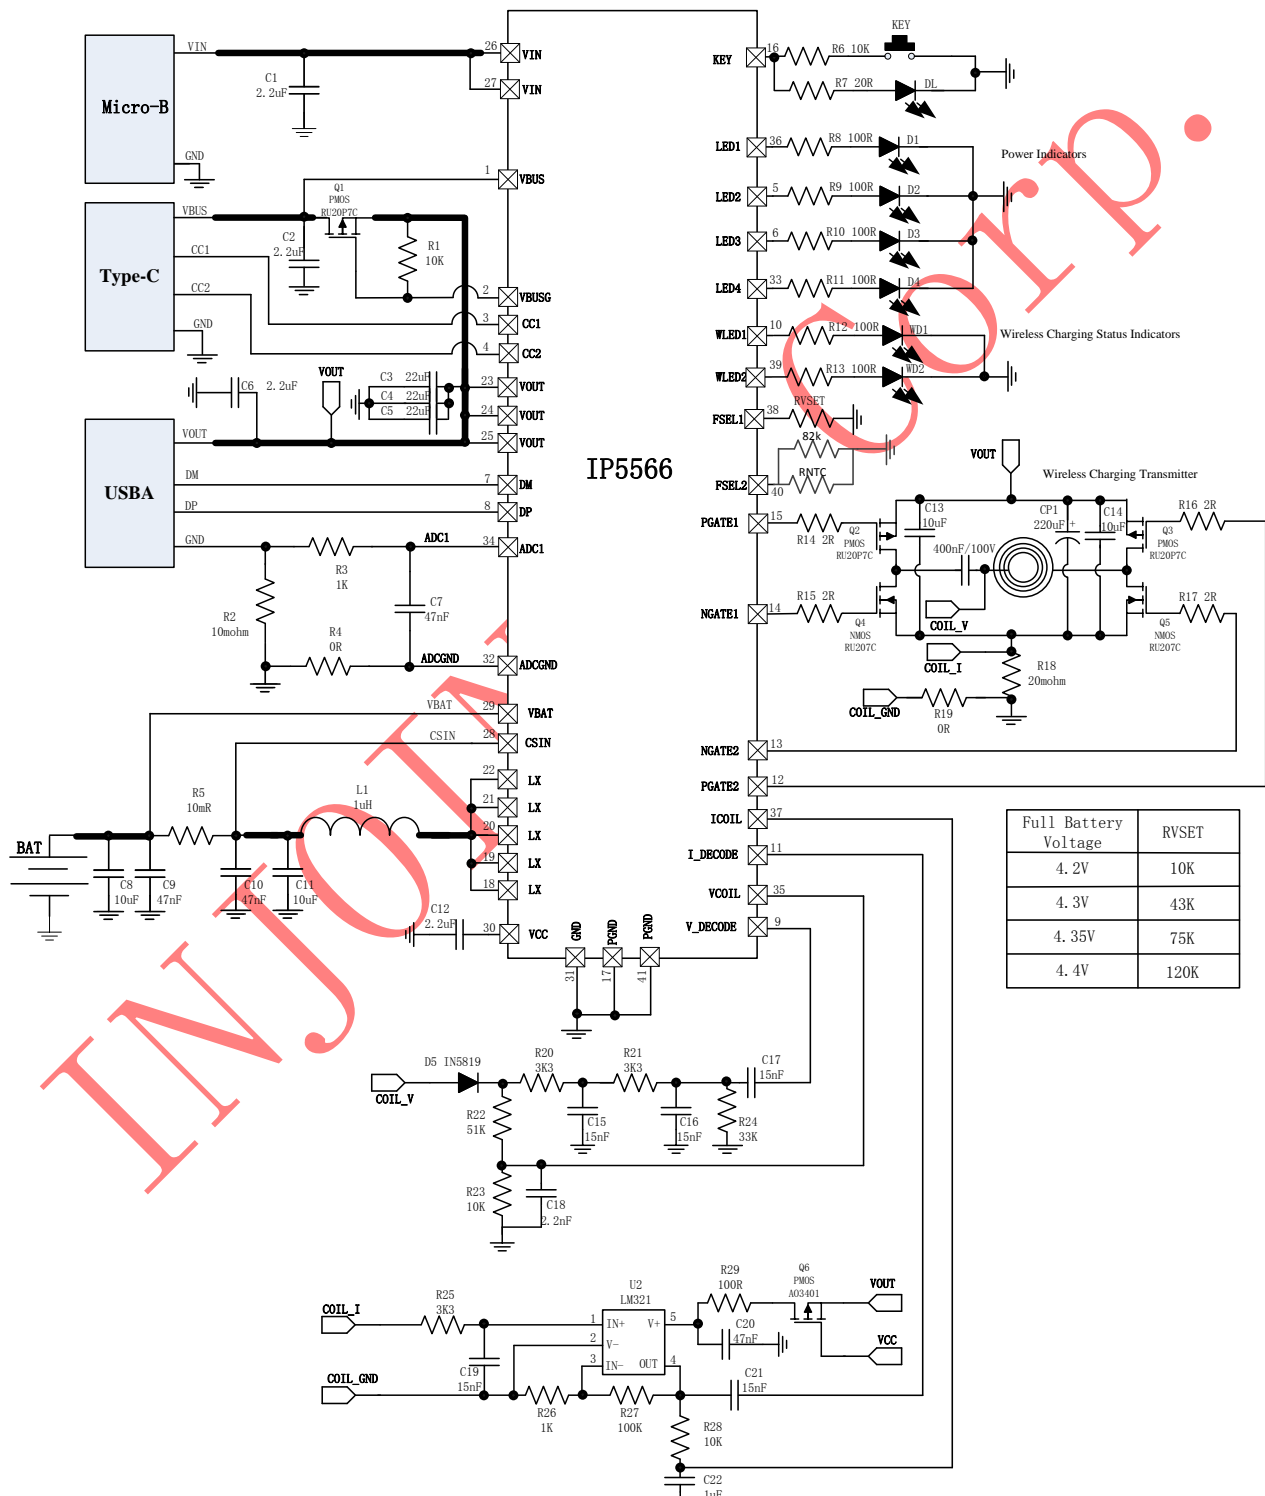 Micro-B
VIN
C1
2.2uF
GND
26
VIN
27
VIN
1
VBUS
Type-C
VBUS
CC1
CC2
GND
Q1
PMOS
RU20P7C
C2
2.2uF
R1
10K
2
VBUSG
3
CC1
4
CC2
C6
2.2uF
VOUT
C3 22uF
C4 22uF
C5 22uF
23
VOUT
24
VOUT
25
VOUT
USBA
VOUT
DM
DP
GND
7
DM
8
DP
ADC1
34
ADC1
R3
1K
R2
10mohm
R4
0R
C7
47nF
ADCGND
32
ADCGND
VBAT
29
VBAT
CSIN
28
CSIN
22
LX
21
LX
20
LX
19
LX
18
LX
BAT
R5
10mR
L1
1uH
C8
10uF
C9
47nF
C10
47nF
C11
10uF
C12
2.2uF
30
VCC
IP5566
GND
31
PGND
17
PGND
41
KEY
16
R6 10K
KEY
R7 20R
DL
LED1
36
R8 100R
D1
Power Indicators
LED2
5
R9 100R
D2
LED3
6
R10 100R
D3
LED4
33
R11 100R
D4
WLED1
10
R12 100R
WD1
Wireless Charging Status Indicators
WLED2
39
R13 100R
WD2
FSEL1
38
RVSET
82k
FSEL2
40
RNTC
VOUT
Wireless Charging Transmitter
PGATE1
15
R14 2R
Q2
PMOS
RU20P7C
C13
10uF
400nF/100V
CP1
220uF
+
C14
10uF
Q3
PMOS
RU20P7C
R16 2R
NGATE1
14
R15 2R
Q4
NMOS
RU207C
COIL_V
Q5
NMOS
RU207C
R17 2R
COIL_I
R18
20mohm
COIL_GND
R19
0R
NGATE2
13
PGATE2
12
ICOIL
37
I_DECODE
11
VCOIL
35
V_DECODE
9
Full Battery Voltage RVSET
4.2V 10K
4.3V 43K
4.35V 75K
4.4V 120K
COIL_V
D5 IN5819
R20
3K3
R21
3K3
C17
15nF
R22
51K
C15
15nF
C16
15nF
R24
33K
R23
10K
C18
2.2nF
COIL_I
R25
3K3
C19
15nF
COIL_GND
U2
LM321
1
IN+
2
V-
3
IN-
V+
5
OUT
4
R26
1K
R27
100K
R29
100R
C20
47nF
Q6
PMOS
AO3401
VOUT
VCC
C21
15nF
R28
10K
C22
1uF
INJOIN
Corp.